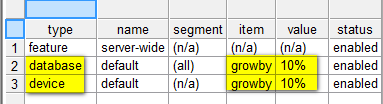 type name segment item value status
1 feature server-wide (n/a) (n/a) (n/a) enabled
2 database default (all) growby 10% enabled
3 device default (n/a) growby 10% enabled